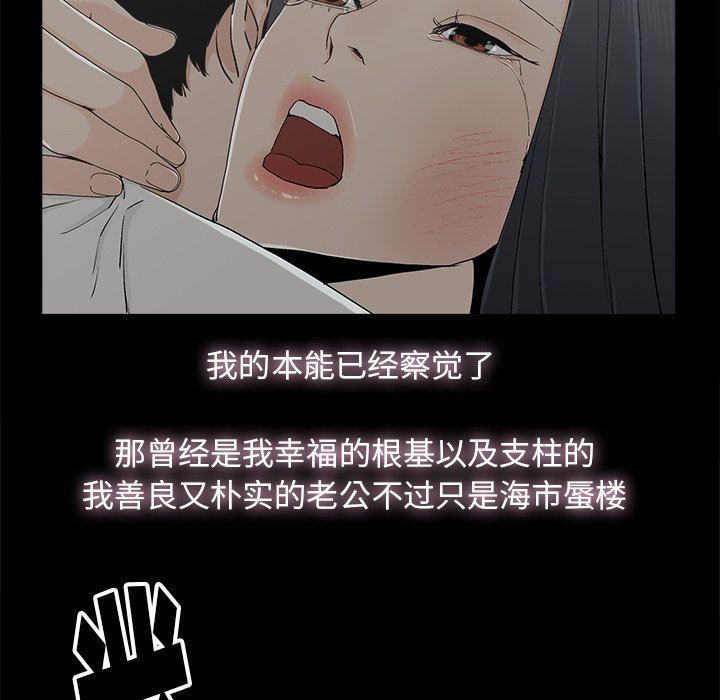 我的本能已经察觉了
那曾经是我幸福的根基以及支柱的
我善良又朴实的老公不过只是海市蜃楼